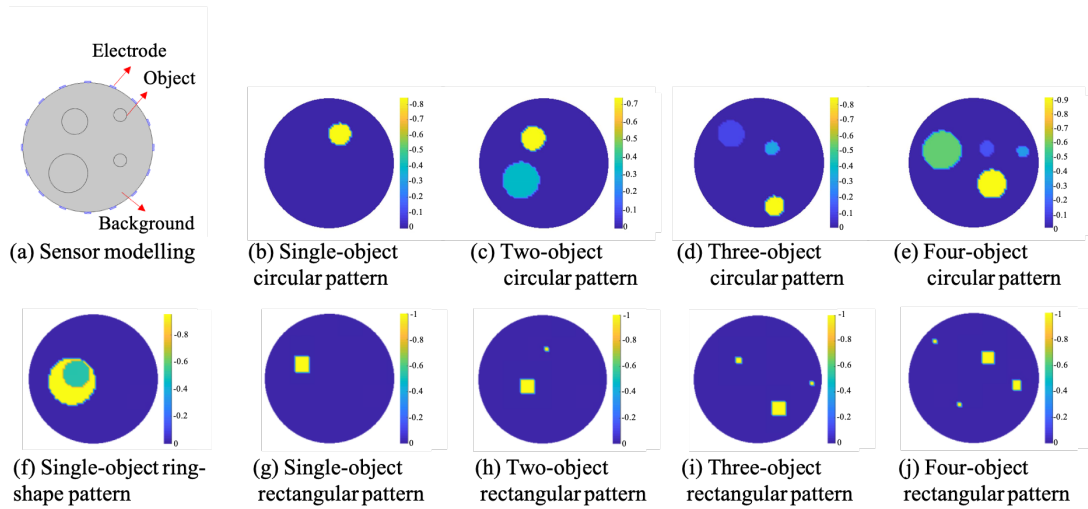 Electrode
Object
Background
(a) Sensor modelling
-0.8
-0.7
-0.6
-0.5
-0.4
-0.3
-0.2
-0.1
0
(b) Single-object
circular pattern
-0.7
-0.6
-0.5
-0.4
-0.3
-0.2
-0.1
0
(c) Two-object
circular pattern
-0.8
-0.7
-0.6
-0.5
-0.4
-0.3
-0.2
-0.1
0
(d) Three-object
circular pattern
-0.9
-0.8
-0.7
-0.6
-0.5
-0.4
-0.3
-0.2
-0.1
0
(e) Four-object
circular pattern
-0.8
-0.6
-0.4
-0.2
0
(f) Single-object ring-
shape pattern
-1
-0.8
-0.6
-0.4
-0.2
0
(g) Single-object
rectangular pattern
-1
-0.8
-0.6
-0.4
-0.2
0
(h) Two-object
rectangular pattern
-1
-0.8
-0.6
-0.4
-0.2
0
(i) Three-object
rectangular pattern
-1
-0.8
-0.6
-0.4
-0.2
0
(j) Four-object
rectangular pattern